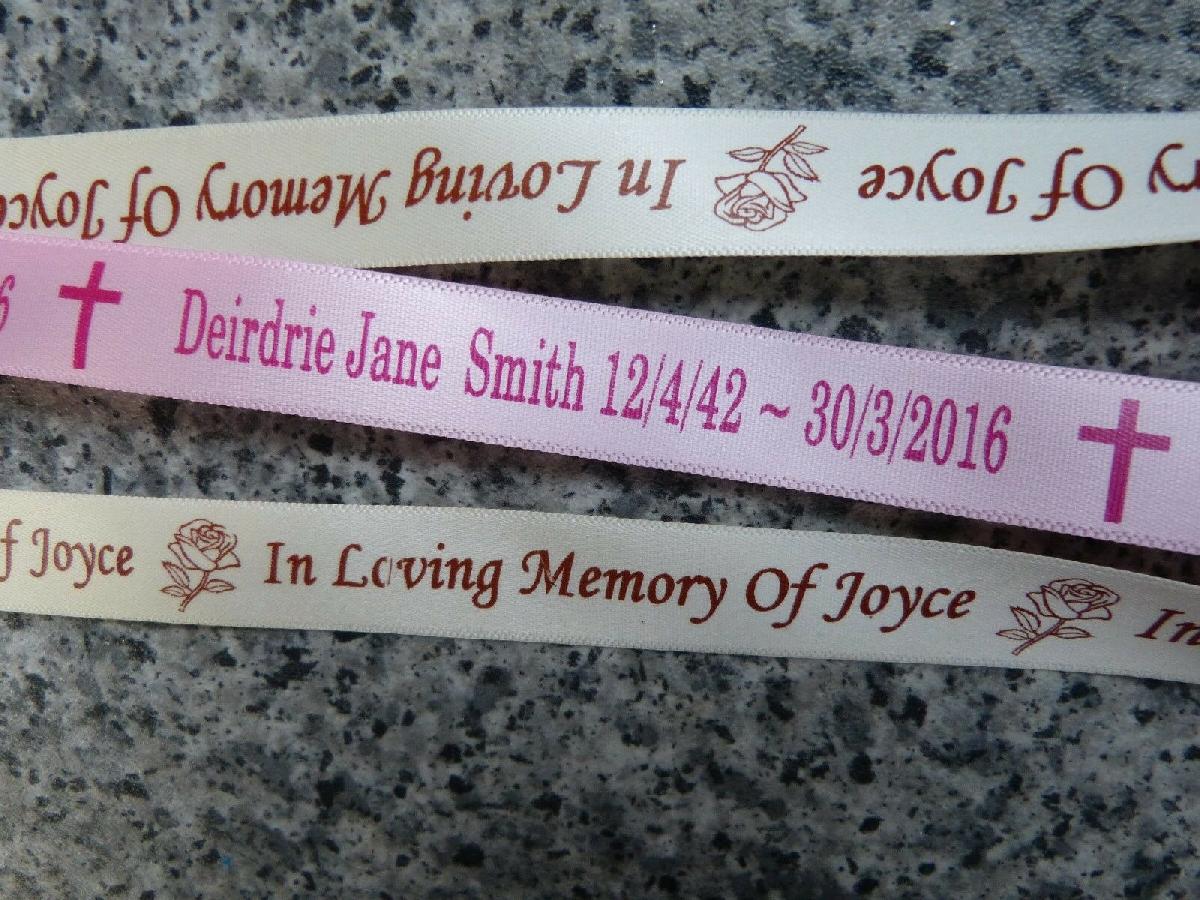 Of Joyce In Loving Memory Of Joyce
6 Deirdrie Jane Smith 12/4/42 ~ 30/3/2016
f Joyce In Loving Memory Of Joyce In